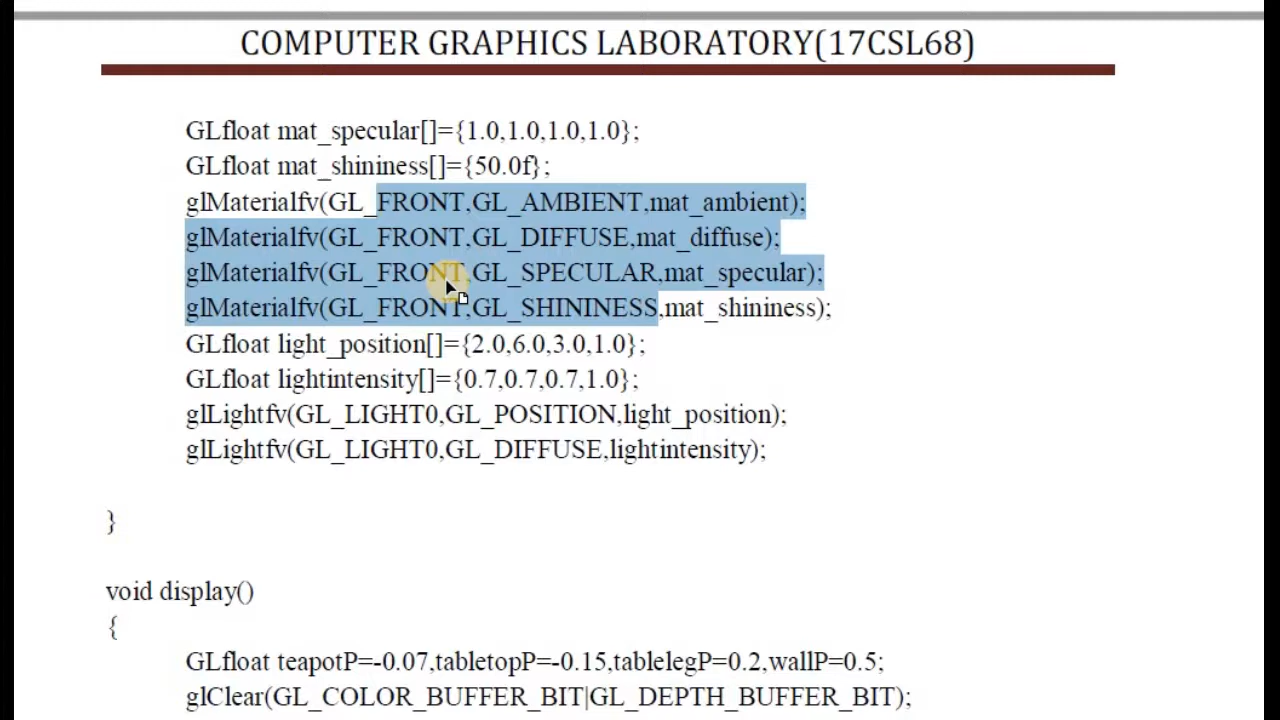 COMPUTER GRAPHICS LABORATORY(17CSL68)
GLfloat mat_specular[]={1.0,1.0,1.0,1.0};
GLfloat mat_shininess[]={50.0f};
glMaterialfv(GL_FRONT,GL_AMBIENT,mat_ambient);
glMaterialfv(GL_FRONT,GL_DIFFUSE,mat_diffuse);
glMaterialfv(GL_FRONT,GL_SPECULAR,mat_specular);
glMaterialfv(GL_FRONT,GL_SHININESS,mat_shininess);
GLfloat light_position[]={2.0,6.0,3.0,1.0};
GLfloat lightintensity[]={0.7,0.7,0.7,1.0};
glLightfv(GL_LIGHT0,GL_POSITION,light_position);
glLightfv(GL_LIGHT0,GL_DIFFUSE,lightintensity);
}
void display()
{
GLfloat teapotP=-0.07,tabletopP=-0.15,tablelegP=0.2,wallP=0.5;
glClear(GL_COLOR_BUFFER_BIT|GL_DEPTH_BUFFER_BIT);